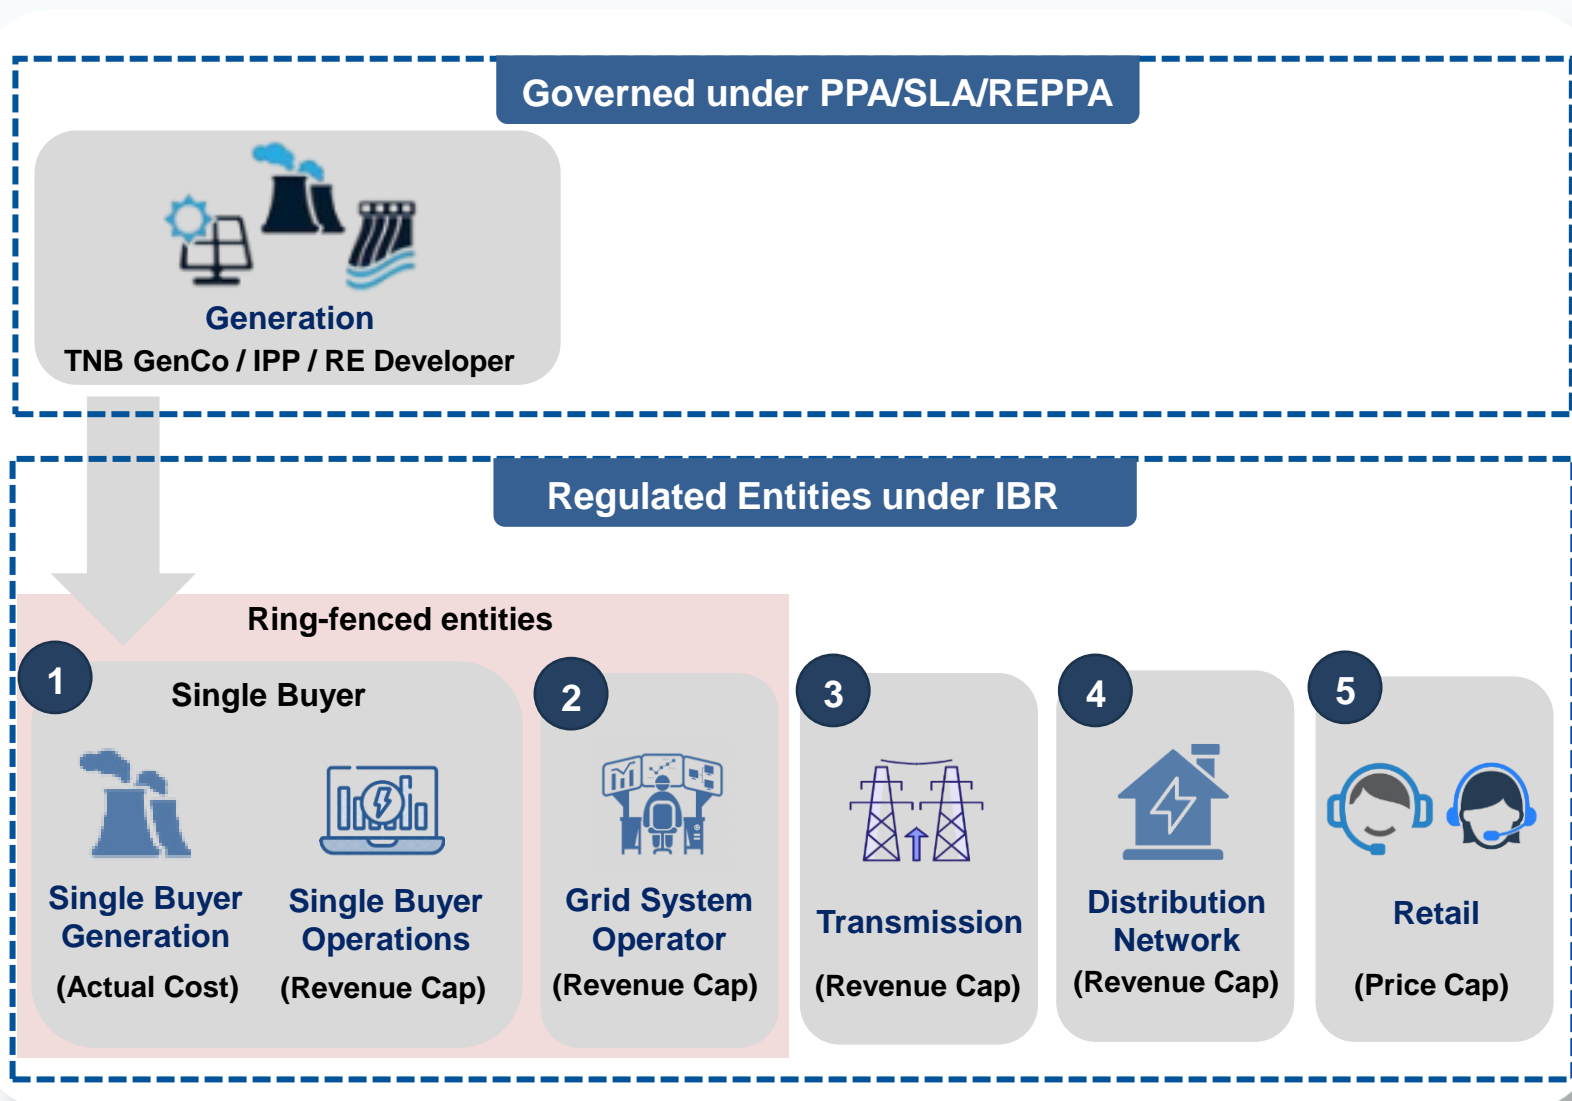 Governed under PPA/SLA/REPPA
Generation
TNB GenCo / IPP / RE Developer
Regulated Entities under IBR
Ring-fenced entities
1
Single Buyer
Single Buyer
Generation
(Actual Cost)
Single Buyer
Operations
(Revenue Cap)
2
Grid System
Operator
(Revenue Cap)
3
Transmission
(Revenue Cap)
4
Distribution
Network
(Revenue Cap)
5
Retail
(Price Cap)